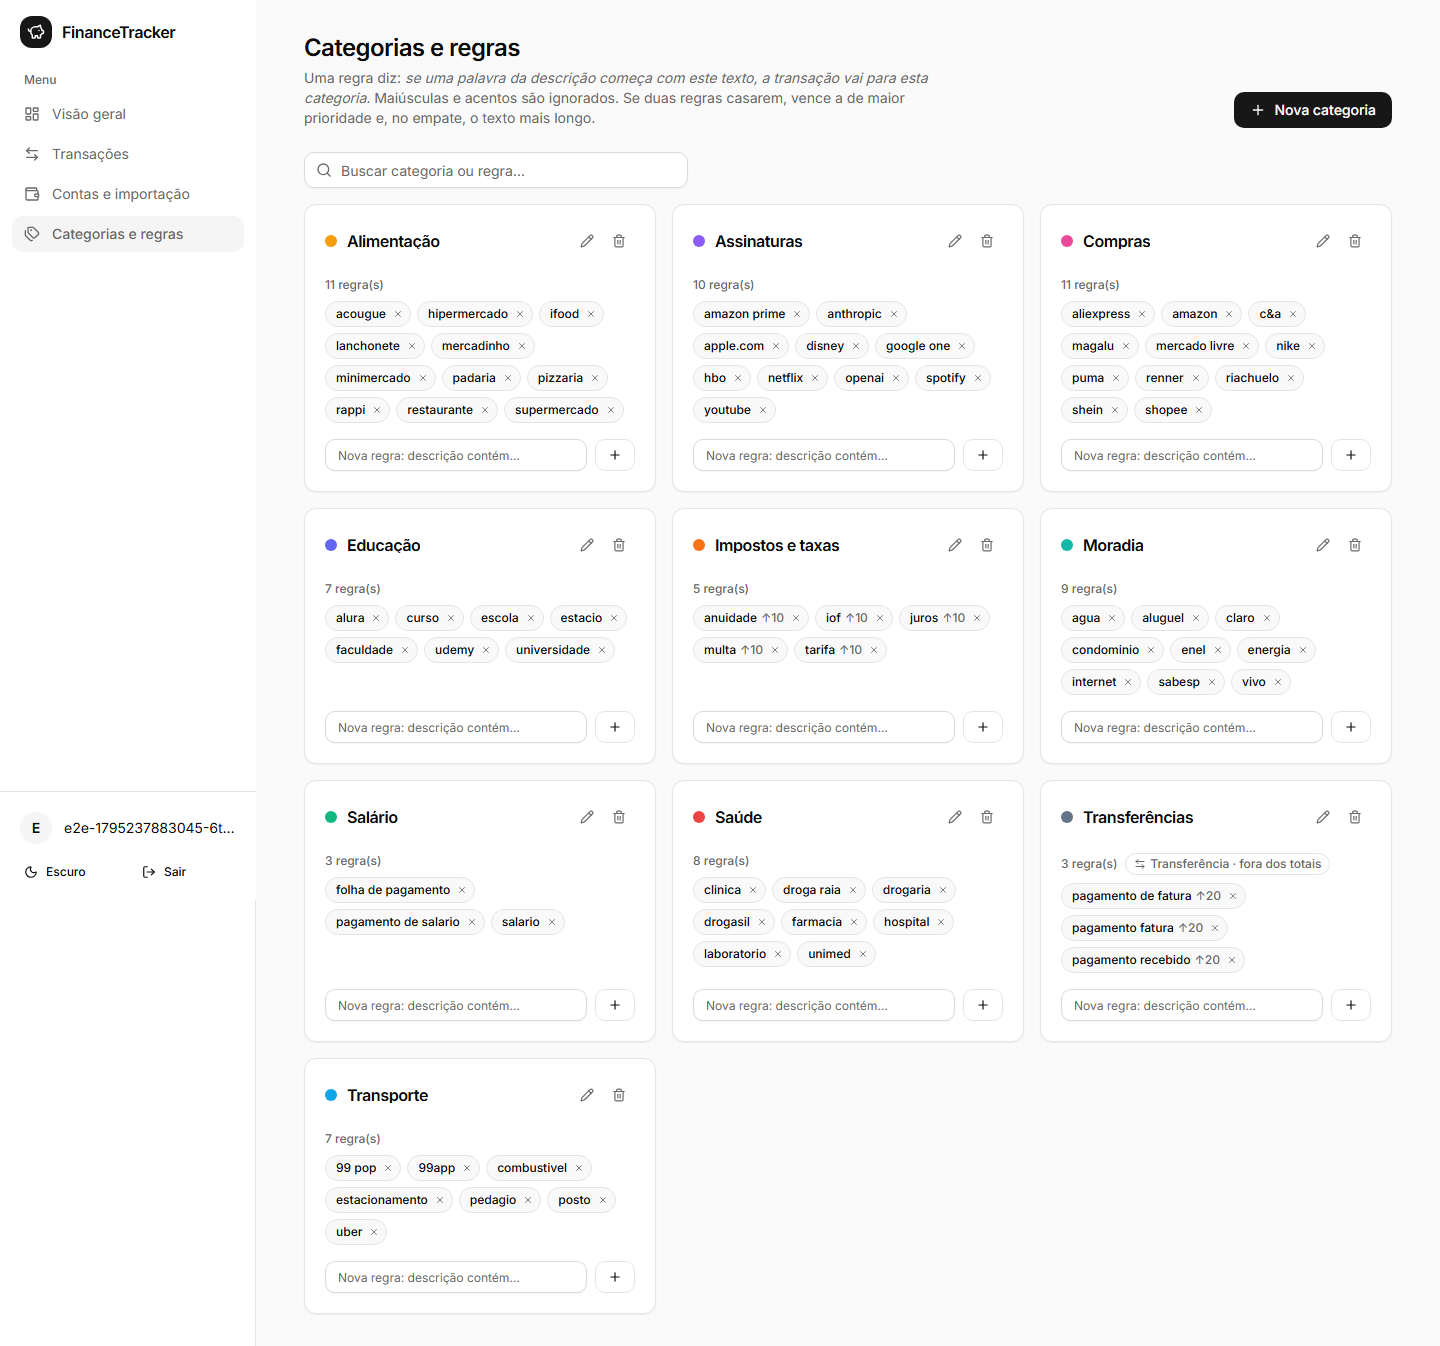 FinanceTracker
Menu
Visão geral
Transações
Contas e importação
Categorias e regras
E
e2e-1795237883045-6t...
Escuro
Sair
Categorias e regras
Uma regra diz: se uma palavra da descrição começa com este texto, a transação vai para esta
categoria. Maiúsculas e acentos são ignorados. Se duas regras casarem, vence a de maior
prioridade e, no empate, o texto mais longo.
Nova categoria
Buscar categoria ou regra...
Alimentação
11 regra(s)
acougue × hipermercado × ifood ×
lanchonete × mercadinho ×
minimercado × padaria × pizzaria ×
rappi × restaurante × supermercado ×
Nova regra: descrição contém...
Assinaturas
10 regra(s)
amazon prime × anthropic ×
apple.com × disney × google one ×
hbo × netflix × openai × spotify ×
youtube ×
Nova regra: descrição contém...
Compras
11 regra(s)
aliexpress × amazon × c&a ×
magalu × mercado livre × nike ×
puma × renner × riachuelo ×
shein × shopee ×
Nova regra: descrição contém...
Educação
7 regra(s)
alura × curso × escola × estacio ×
faculdade × udemy × universidade ×
Nova regra: descrição contém...
Impostos e taxas
5 regra(s)
anuidade ↑10 × iof ↑10 × juros ↑10 ×
multa ↑10 × tarifa ↑10 ×
Nova regra: descrição contém...
Moradia
9 regra(s)
agua × aluguel × claro ×
condominio × enel × energia ×
internet × sabesp × vivo ×
Nova regra: descrição contém...
Salário
3 regra(s)
folha de pagamento ×
pagamento de salario × salario ×
Nova regra: descrição contém...
Saúde
8 regra(s)
clinica × droga raia × drogaria ×
drogasil × farmacia × hospital ×
laboratorio × unimed ×
Nova regra: descrição contém...
Transferências
3 regra(s) Transferência · fora dos totais
pagamento de fatura ↑20 ×
pagamento fatura ↑20 ×
pagamento recebido ↑20 ×
Nova regra: descrição contém...
Transporte
7 regra(s)
99 pop × 99app × combustivel ×
estacionamento × pedagio × posto ×
uber ×
Nova regra: descrição contém...